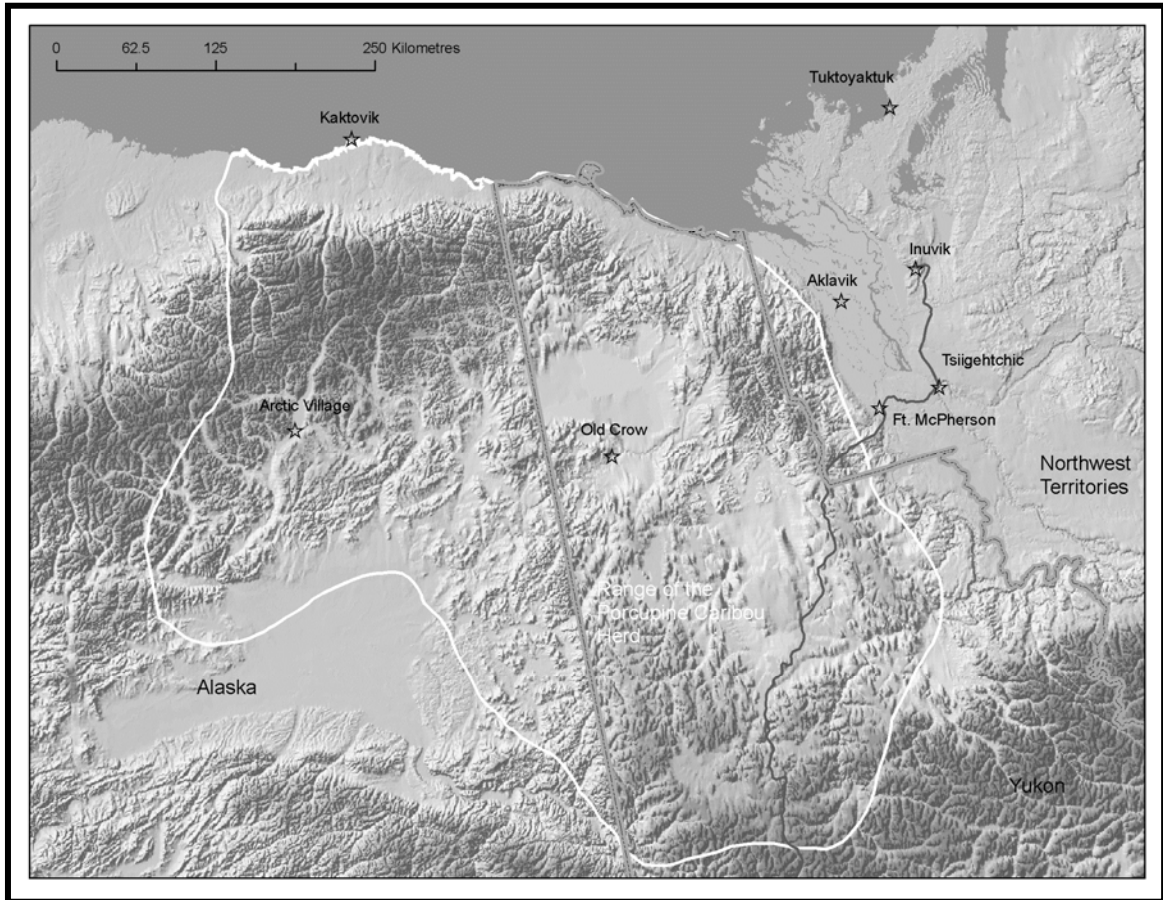 0 62.5 125 250 Kilometres
Tuktoyaktuk
Kaktovik
Inuvik
Aklavik
Tsiigehtchic
Arctic Village
Ft. McPherson
Old Crow
Northwest
Territories
Range of the
Porcupine Caribou
Herd
Alaska
Yukon